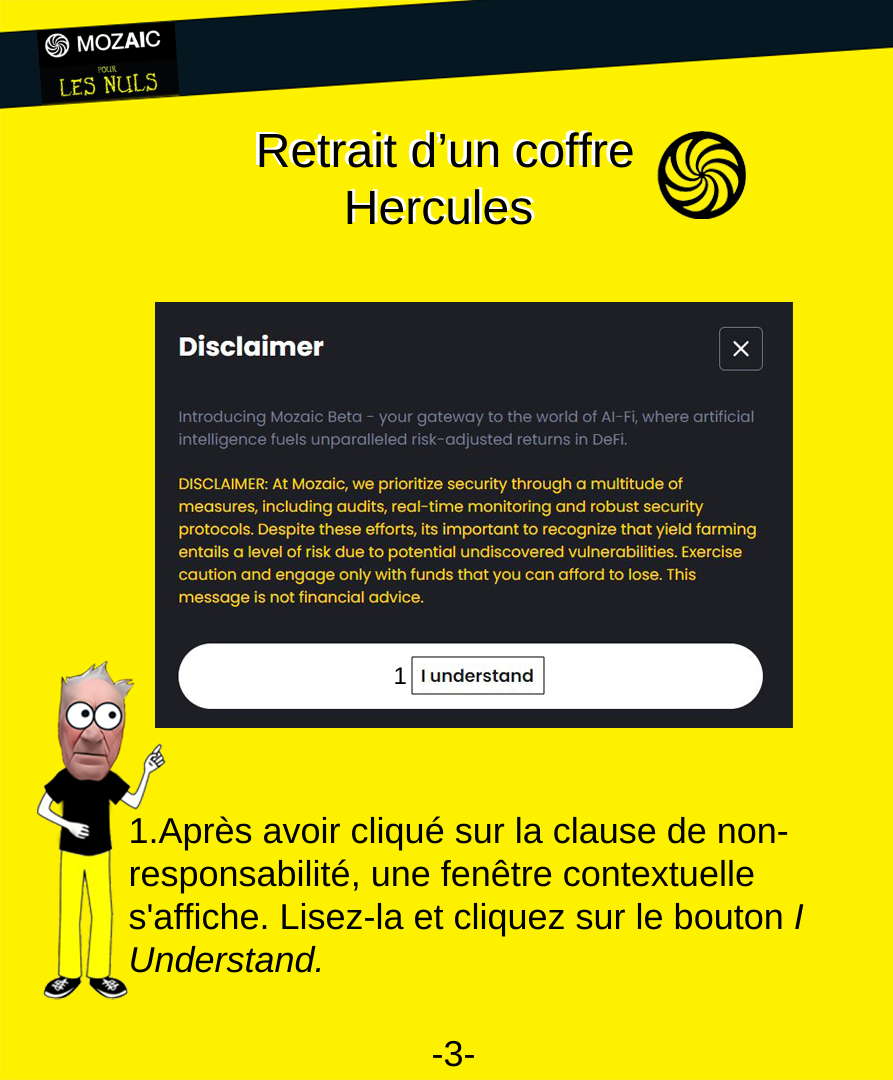 MOZAIC
POUR
LES NULS
Retrait d’un coffre
Hercules
Disclaimer
Introducing Mozaic Beta - your gateway to the world of AI-Fi, where artificial
intelligence fuels unparalleled risk-adjusted returns in DeFi.
DISCLAIMER: At Mozaic, we prioritize security through a multitude of
measures, including audits, real-time monitoring and robust security
protocols. Despite these efforts, its important to recognize that yield farming
entails a level of risk due to potential undiscovered vulnerabilities. Exercise
caution and engage only with funds that you can afford to lose. This
message is not financial advice.
1 I understand
1.Après avoir cliqué sur la clause de non-
responsabilité, une fenêtre contextuelle
s'affiche. Lisez-la et cliquez sur le bouton I
Understand.
-3-